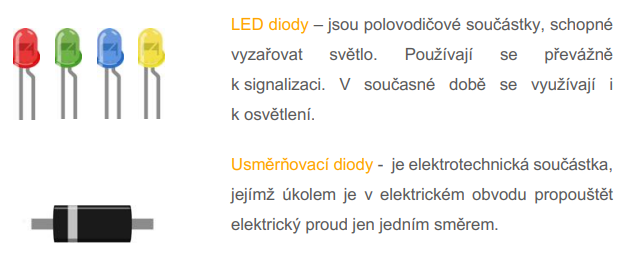 LED diody – jsou polovodičové součástky, schopné
vyzařovat světlo. Používají se převážně
k signalizaci. V současné době se využívají i
k osvětlení.
Usměrňovací diody - je elektrotechnická součástka,
jejímž úkolem je v elektrickém obvodu propouštět
elektrický proud jen jedním směrem.